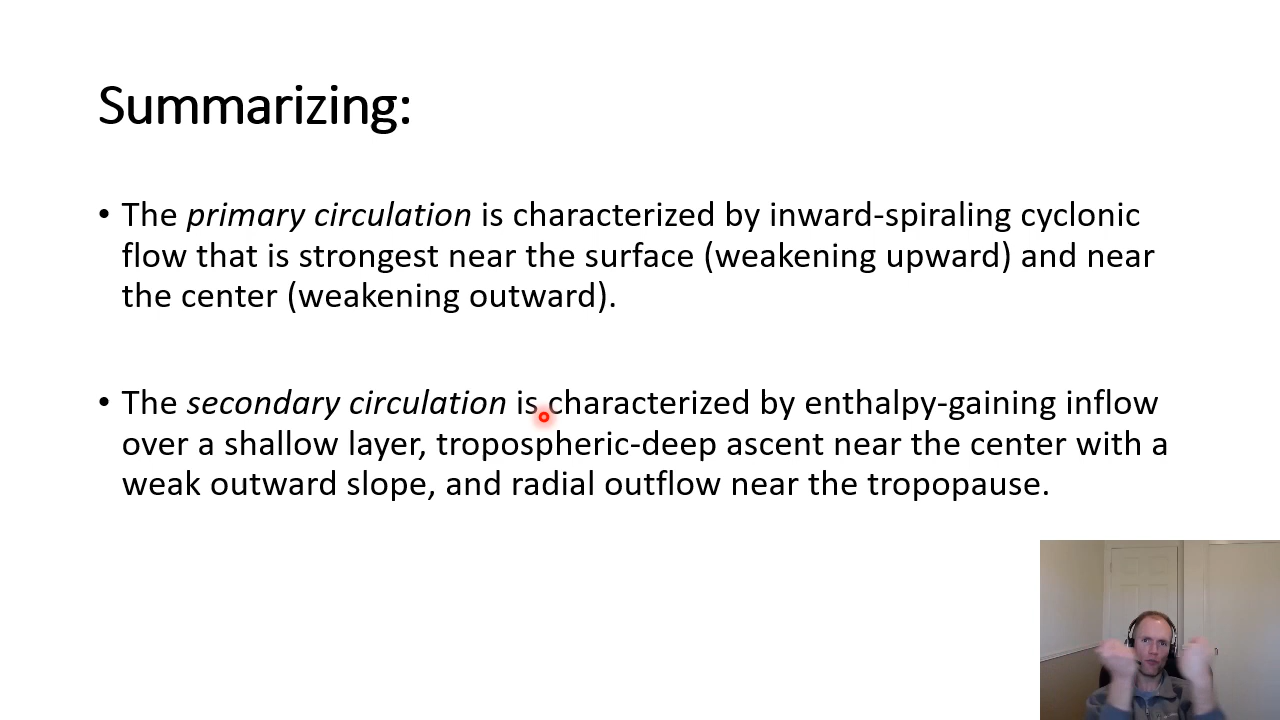 Summarizing:
• The primary circulation is characterized by inward-spiraling cyclonic
flow that is strongest near the surface (weakening upward) and near
the center (weakening outward).
• The secondary circulation is characterized by enthalpy-gaining inflow
over a shallow layer, tropospheric-deep ascent near the center with a
weak outward slope, and radial outflow near the tropopause.